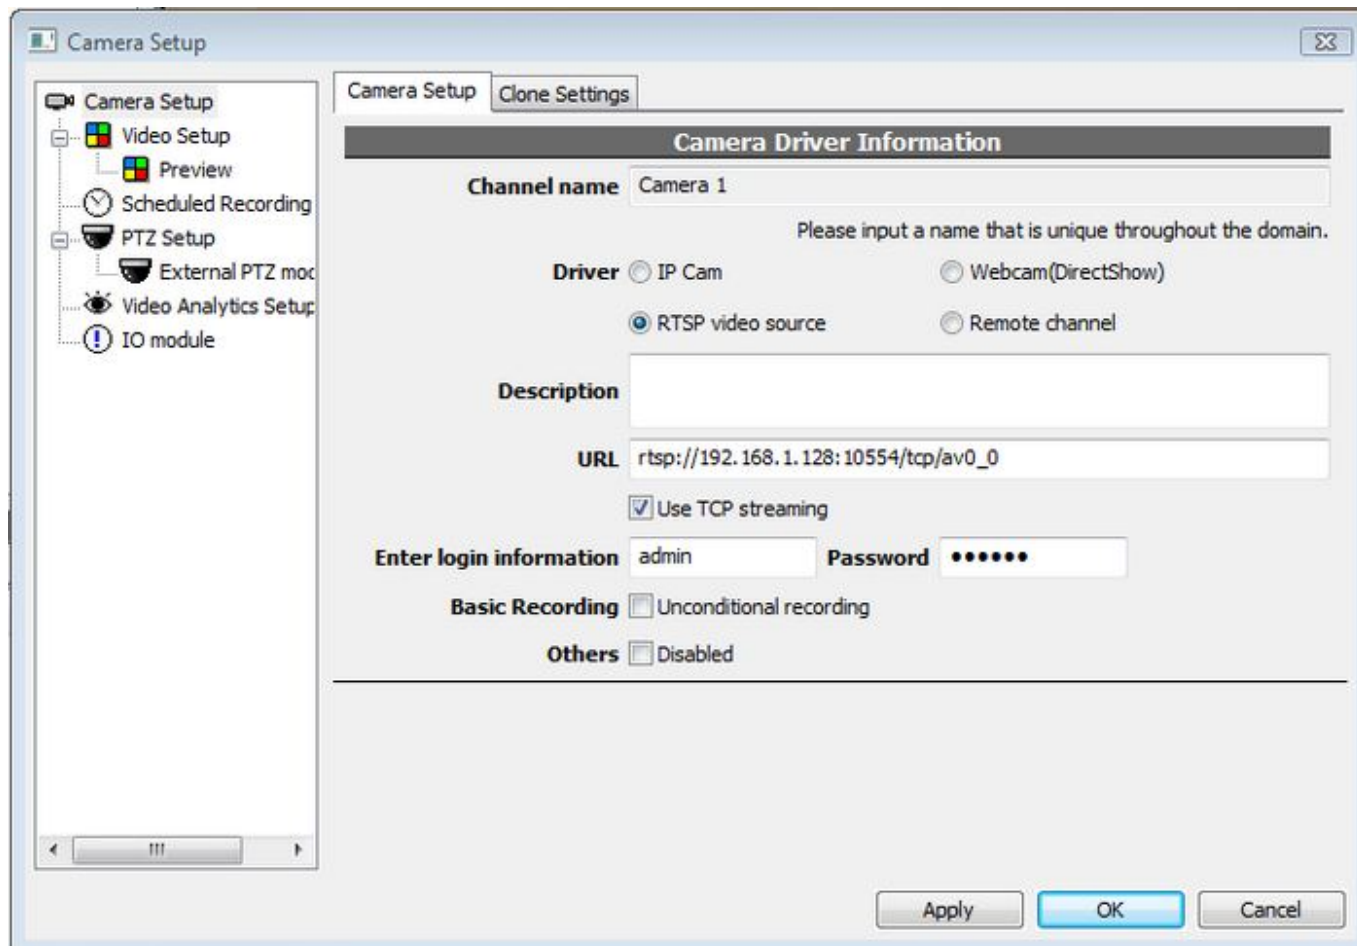 Camera Setup
Camera Setup
Video Setup
Preview
Scheduled Recording
PTZ Setup
External PTZ moc
Video Analytics Setup
IO module
Camera Setup Clone Settings
Camera Driver Information
Channel name Camera 1
Please input a name that is unique throughout the domain.
Driver IP Cam Webcam(DirectShow)
RTSP video source Remote channel
Description
URL rtsp://192.168.1.128:10554/tcp/av0_0
Use TCP streaming
Enter login information admin Password ••••••
Basic Recording Unconditional recording
Others Disabled
Apply OK Cancel